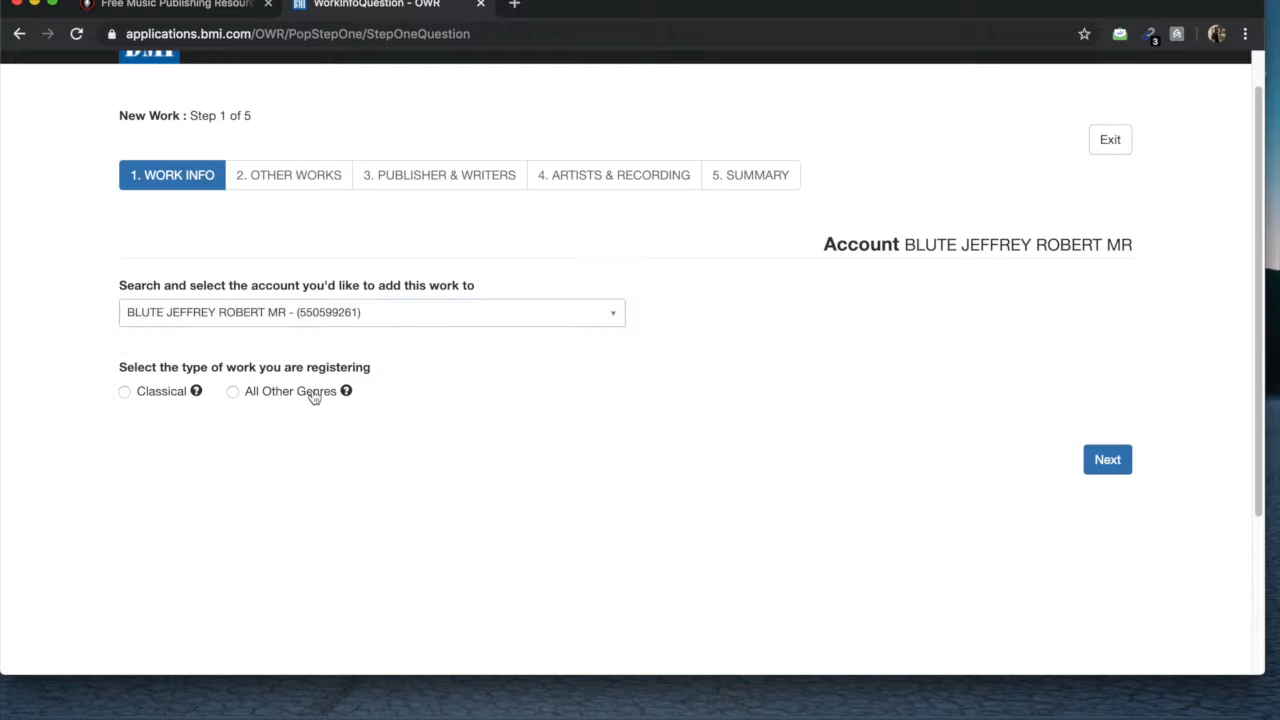 Free Music Publishing Resour
WorkInfoQuestion - OWR
applications.bmi.com/OWR/PopStepOne/StepOneQuestion
3
BMI
New Work : Step 1 of 5
Exit
1. WORK INFO 2. OTHER WORKS 3. PUBLISHER & WRITERS 4. ARTISTS & RECORDING 5. SUMMARY
Account BLUTE JEFFREY ROBERT MR
Search and select the account you'd like to add this work to
BLUTE JEFFREY ROBERT MR - (550599261)
Select the type of work you are registering
Classical ? All Other Genres ?
Next